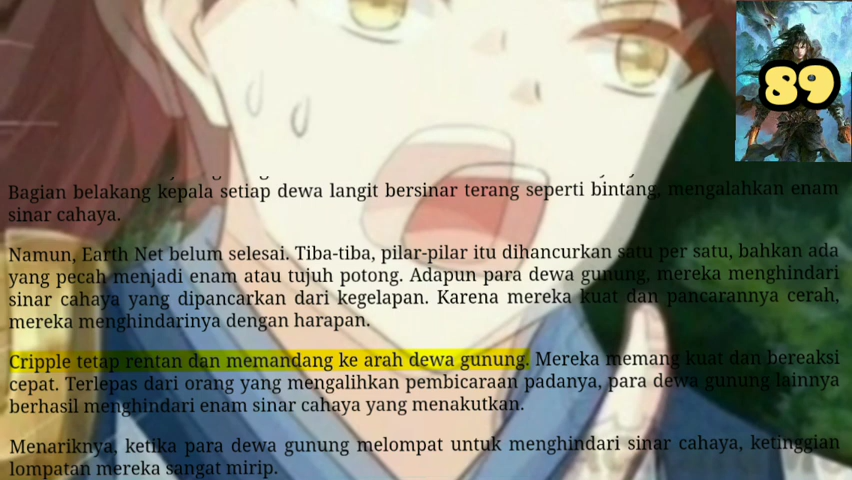 89
Bagian belakang kepala setiap dewa langit bersinar terang seperti bintang, mengalahkan enam
sinar cahaya.
Namun, Earth Net belum selesai. Tiba-tiba, pilar-pilar itu dihancurkan satu per satu, bahkan ada
yang pecah menjadi enam atau tujuh potong. Adapun para dewa gunung, mereka menghindari
sinar cahaya yang dipancarkan dari kegelapan. Karena mereka kuat dan pancarannya cerah,
mereka menghindarinya dengan harapan.
Cripple tetap rentan dan memandang ke arah dewa gunung. Mereka memang kuat dan bereaksi
cepat. Terlepas dari orang yang mengalihkan pembicaraan padanya, para dewa gunung lainnya
berhasil menghindari enam sinar cahaya yang menakutkan.
Menariknya, ketika para dewa gunung melompat untuk menghindari sinar cahaya, ketinggian
lompatan mereka sangat mirip.